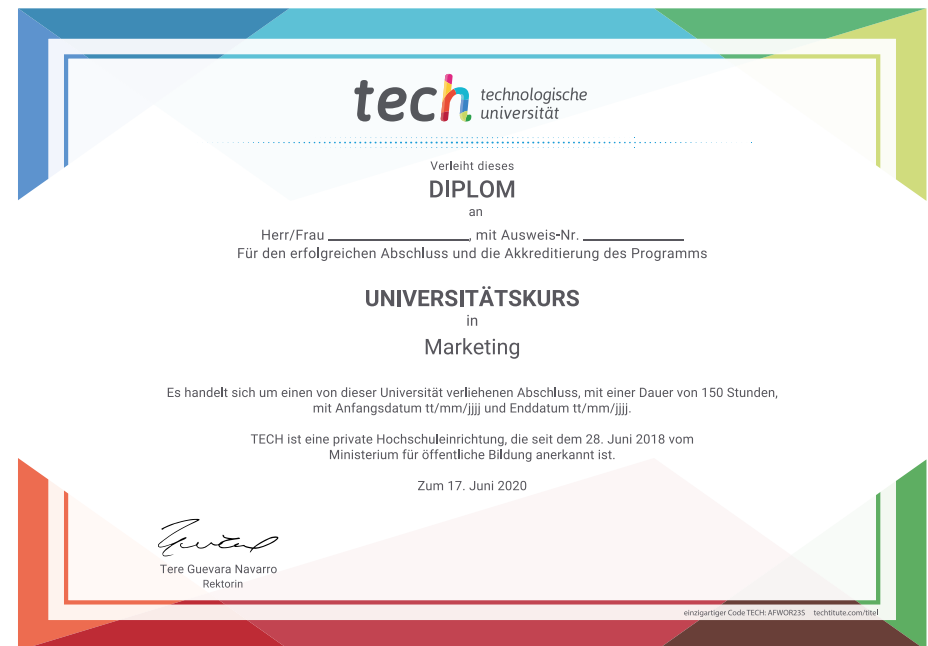 tech technologische
universität
Verleiht dieses
DIPLOM
an
Herr/Frau ____________, mit Ausweis-Nr. ____________
Für den erfolgreichen Abschluss und die Akkreditierung des Programms
UNIVERSITÄTSKURS
in
Marketing
Es handelt sich um einen von dieser Universität verliehenen Abschluss, mit einer Dauer von 150 Stunden,
mit Anfangsdatum tt/mm/jjjj und Enddatum tt/mm/jjjj.
TECH ist eine private Hochschuleinrichtung, die seit dem 28. Juni 2018 vom
Ministerium für öffentliche Bildung anerkannt ist.
Zum 17. Juni 2020
Tere Guevara Navarro
Rektorin
einzigartiger Code TECH: AFWOR23S techtitute.com/titel